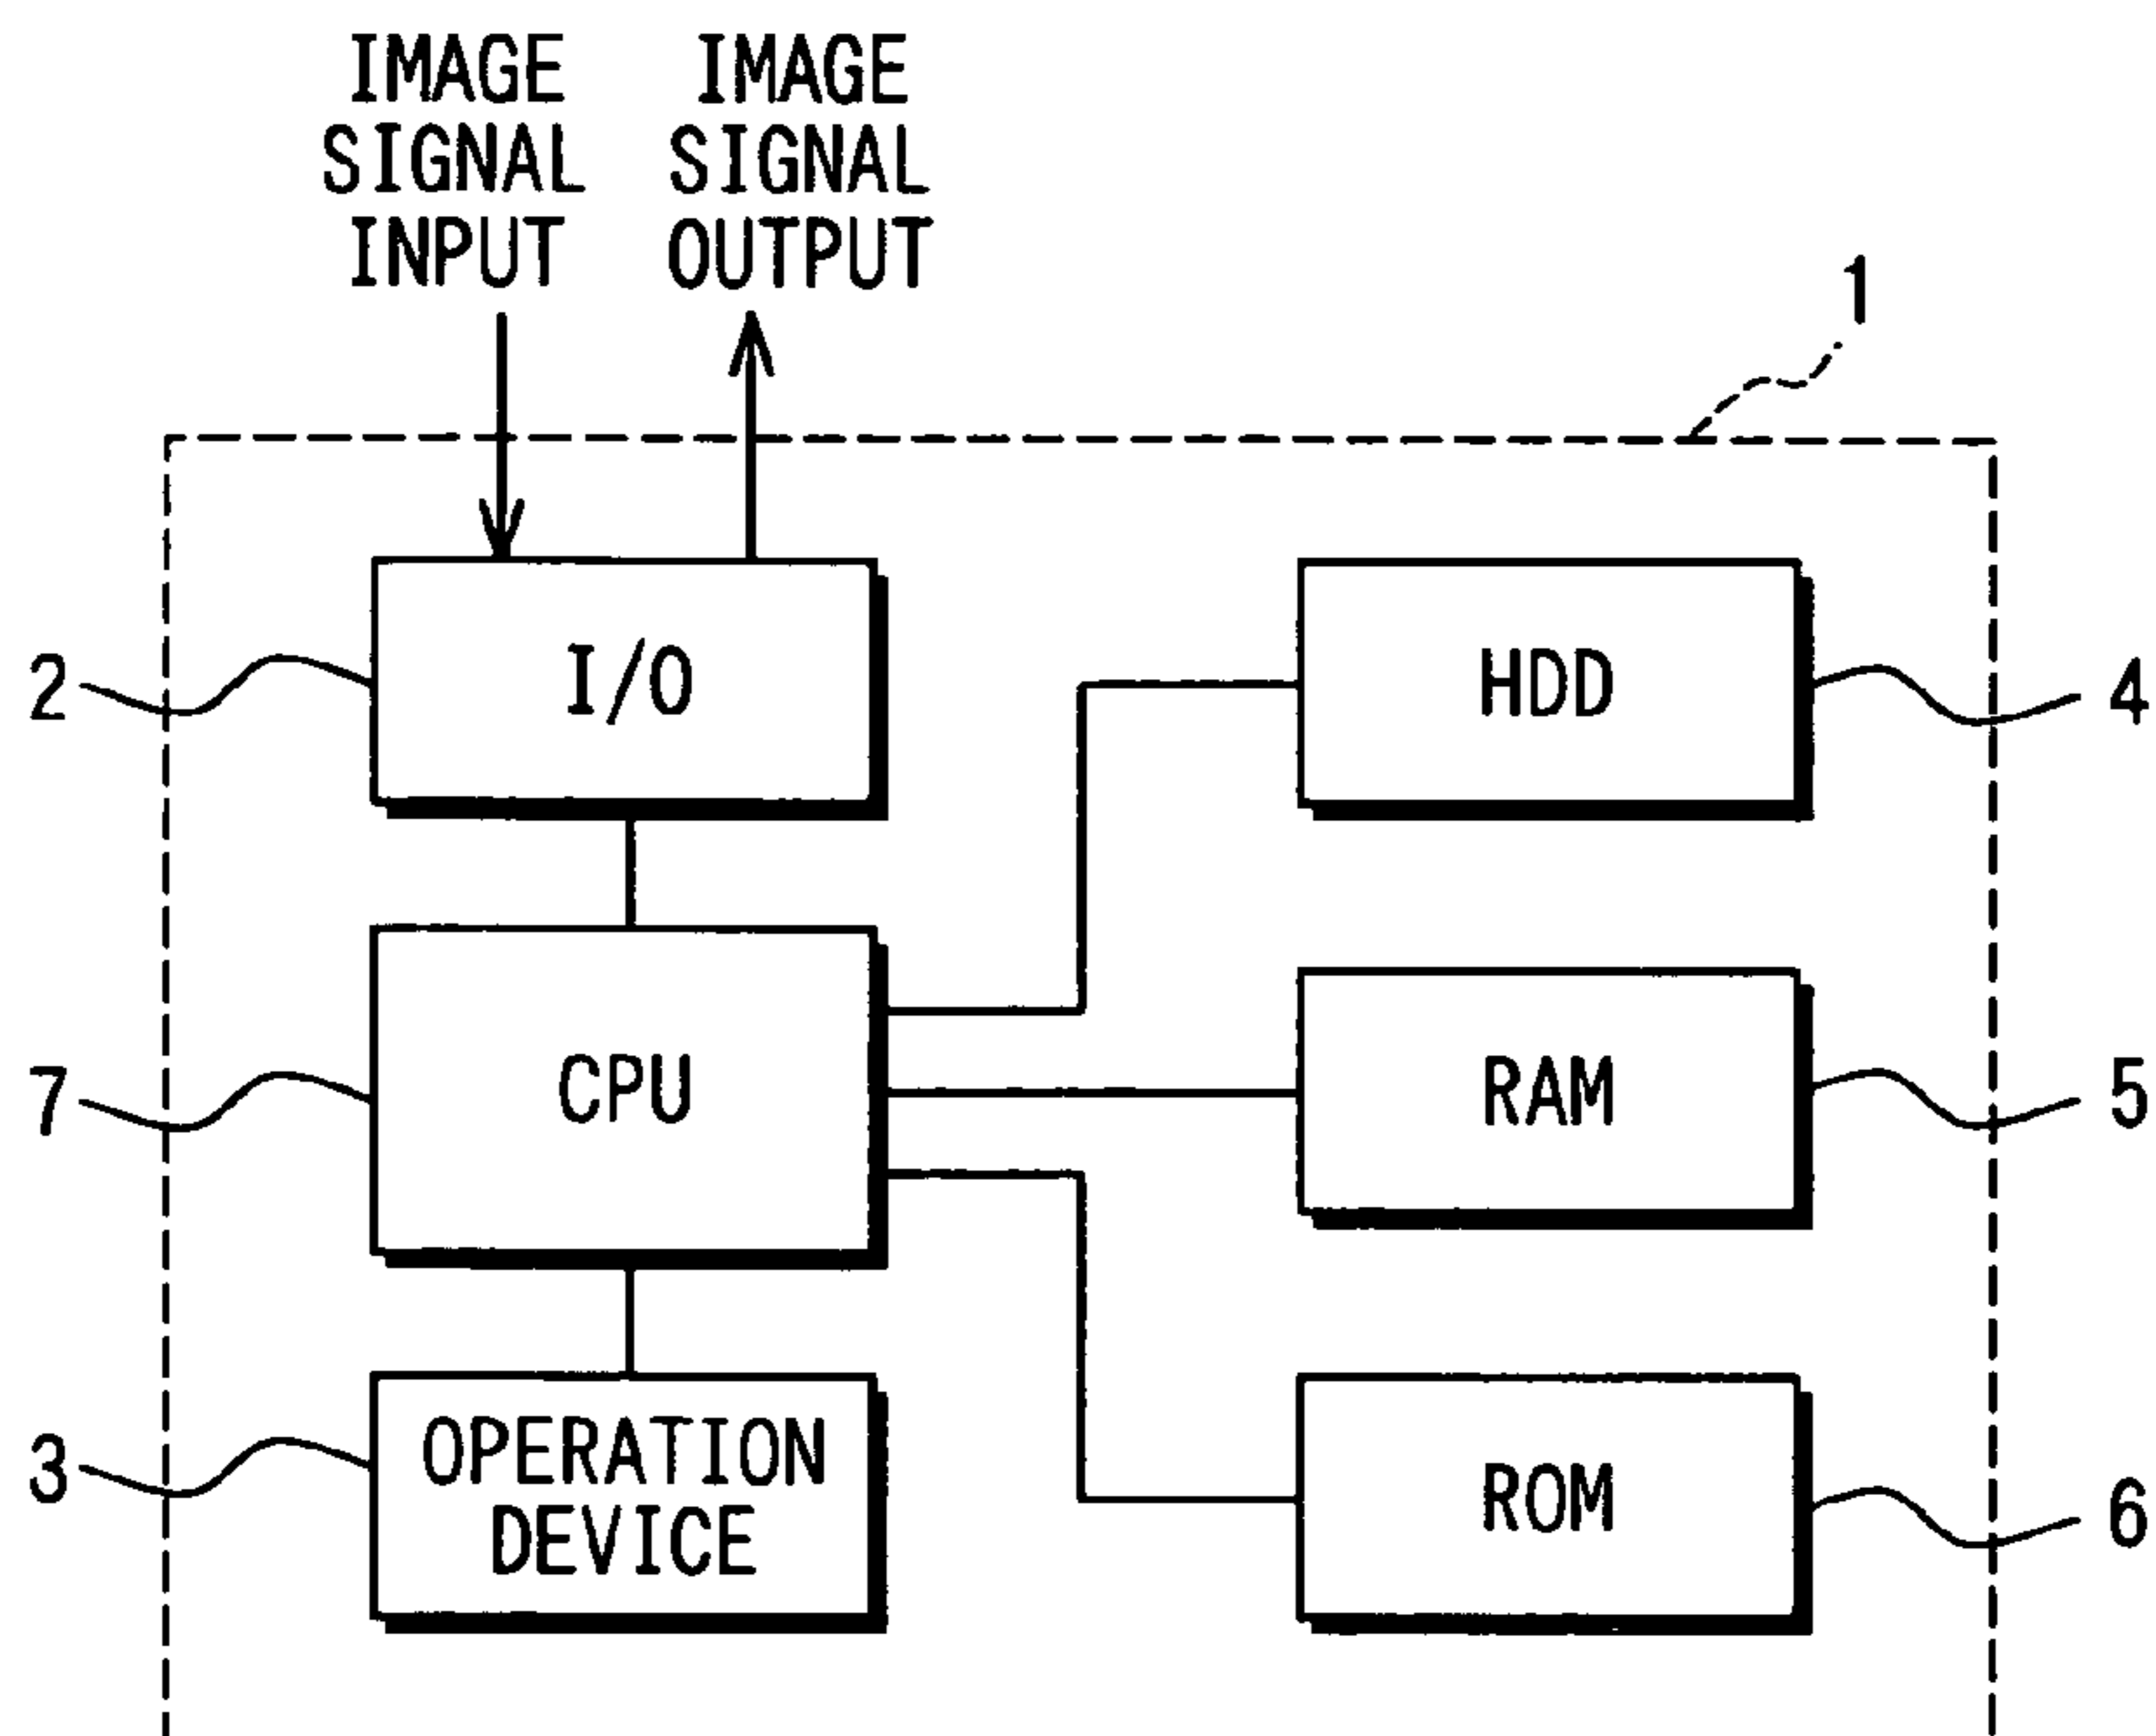 IMAGE
SIGNAL
INPUT
IMAGE
SIGNAL
OUTPUT
1
2
I/O
HDD
4
7
CPU
RAM
5
3
OPERATION
DEVICE
ROM
6